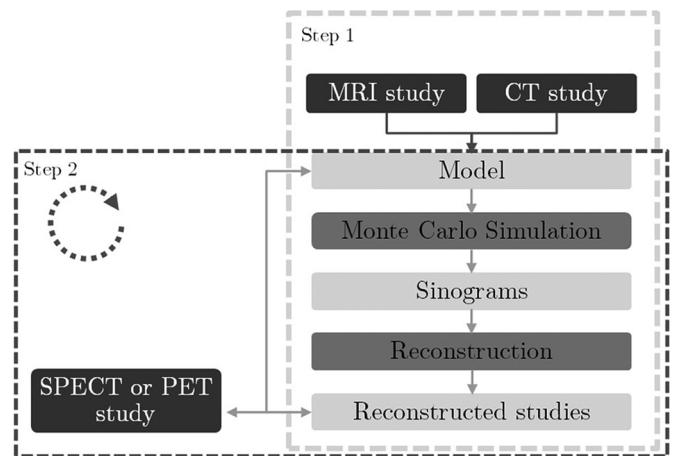 Step 1
MRI study
CT study
Step 2
Model
Monte Carlo Simulation
Sinograms
Reconstruction
SPECT or PET
study
Reconstructed studies